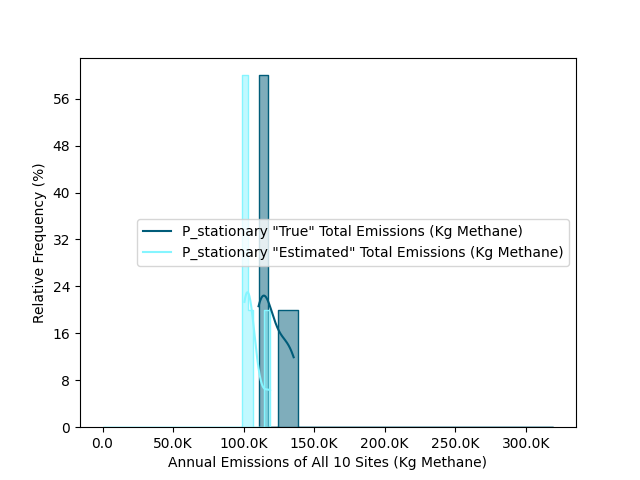 Relative Frequency (%)
56
48
40
32
24
16
8
0
P_stationary "True" Total Emissions (Kg Methane)
P_stationary "Estimated" Total Emissions (Kg Methane)
0.0 50.0K 100.0K 150.0K 200.0K 250.0K 300.0K
Annual Emissions of All 10 Sites (Kg Methane)